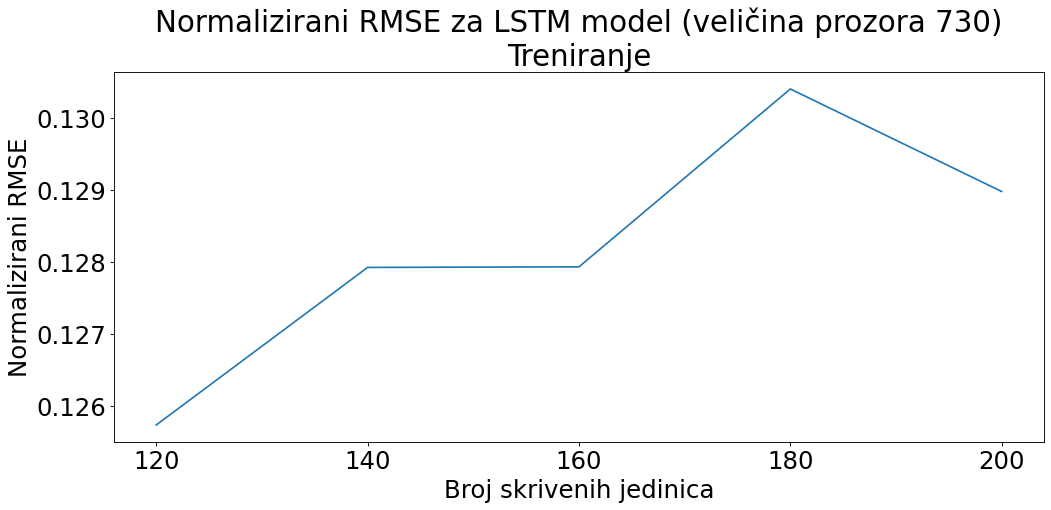 Normalizirani RMSE za LSTM model (veličina prozora 730)
Treniranje
Normalizirani RMSE
0.130
0.129
0.128
0.127
0.126
120 140 160 180 200
Broj skrivenih jedinica